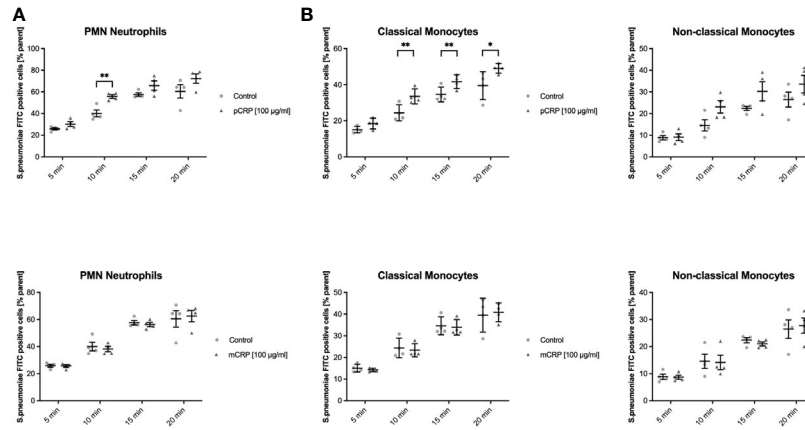 A
B
PMN Neutrophils
S.pneumoniae FITC positive cells [% parent]
100
80
60
40
20
0
**
5 min
10 min
15 min
20 min
Control
pCRP [100 µg/ml]
Classical Monocytes
S.pneumoniae FITC positive cells [% parent]
60
40
20
0
**
**
*
5 min
10 min
15 min
20 min
Control
pCRP [100 µg/ml]
Non-classical Monocytes
S.pneumoniae FITC positive cells [% parent]
50
40
30
20
10
0
5 min
10 min
15 min
20 min
PMN Neutrophils
S.pneumoniae FITC positive cells [% parent]
80
60
40
20
0
5 min
10 min
15 min
20 min
Control
mCRP [100 µg/ml]
Classical Monocytes
S.pneumoniae FITC positive cells [% parent]
50
40
30
20
10
0
5 min
10 min
15 min
20 min
Control
mCRP [100 µg/ml]
Non-classical Monocytes
S.pneumoniae FITC positive cells [% parent]
40
30
20
10
0
5 min
10 min
15 min
20 min